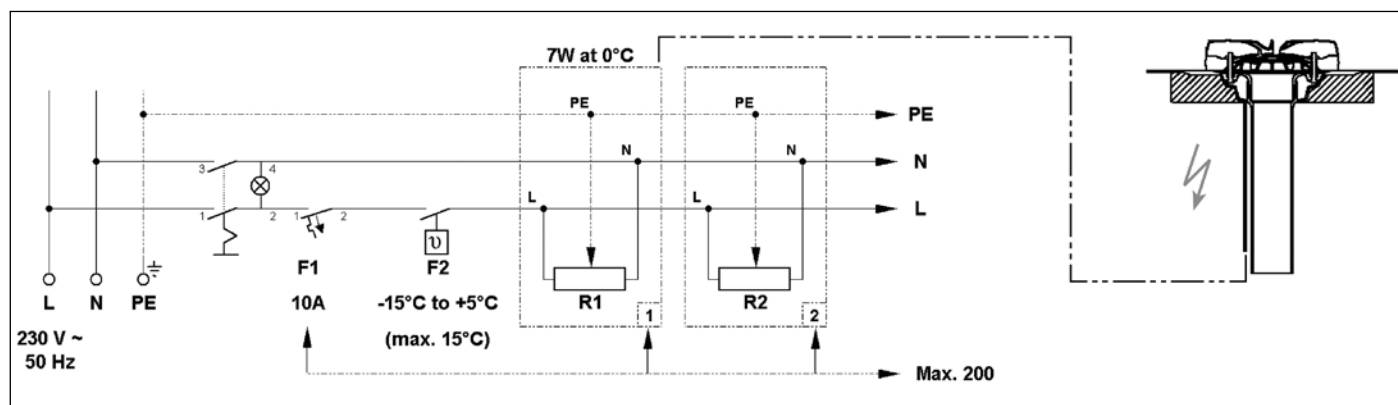 7W at 0°C
PE
PE
PE
3
4
N
N
N
1
2
1
2
L
L
L
L
N
PE
F1
F2
R1
R2
10A
-15°C to +5°C
1
2
230 V ~
(max. 15°C)
50 Hz
Max. 200